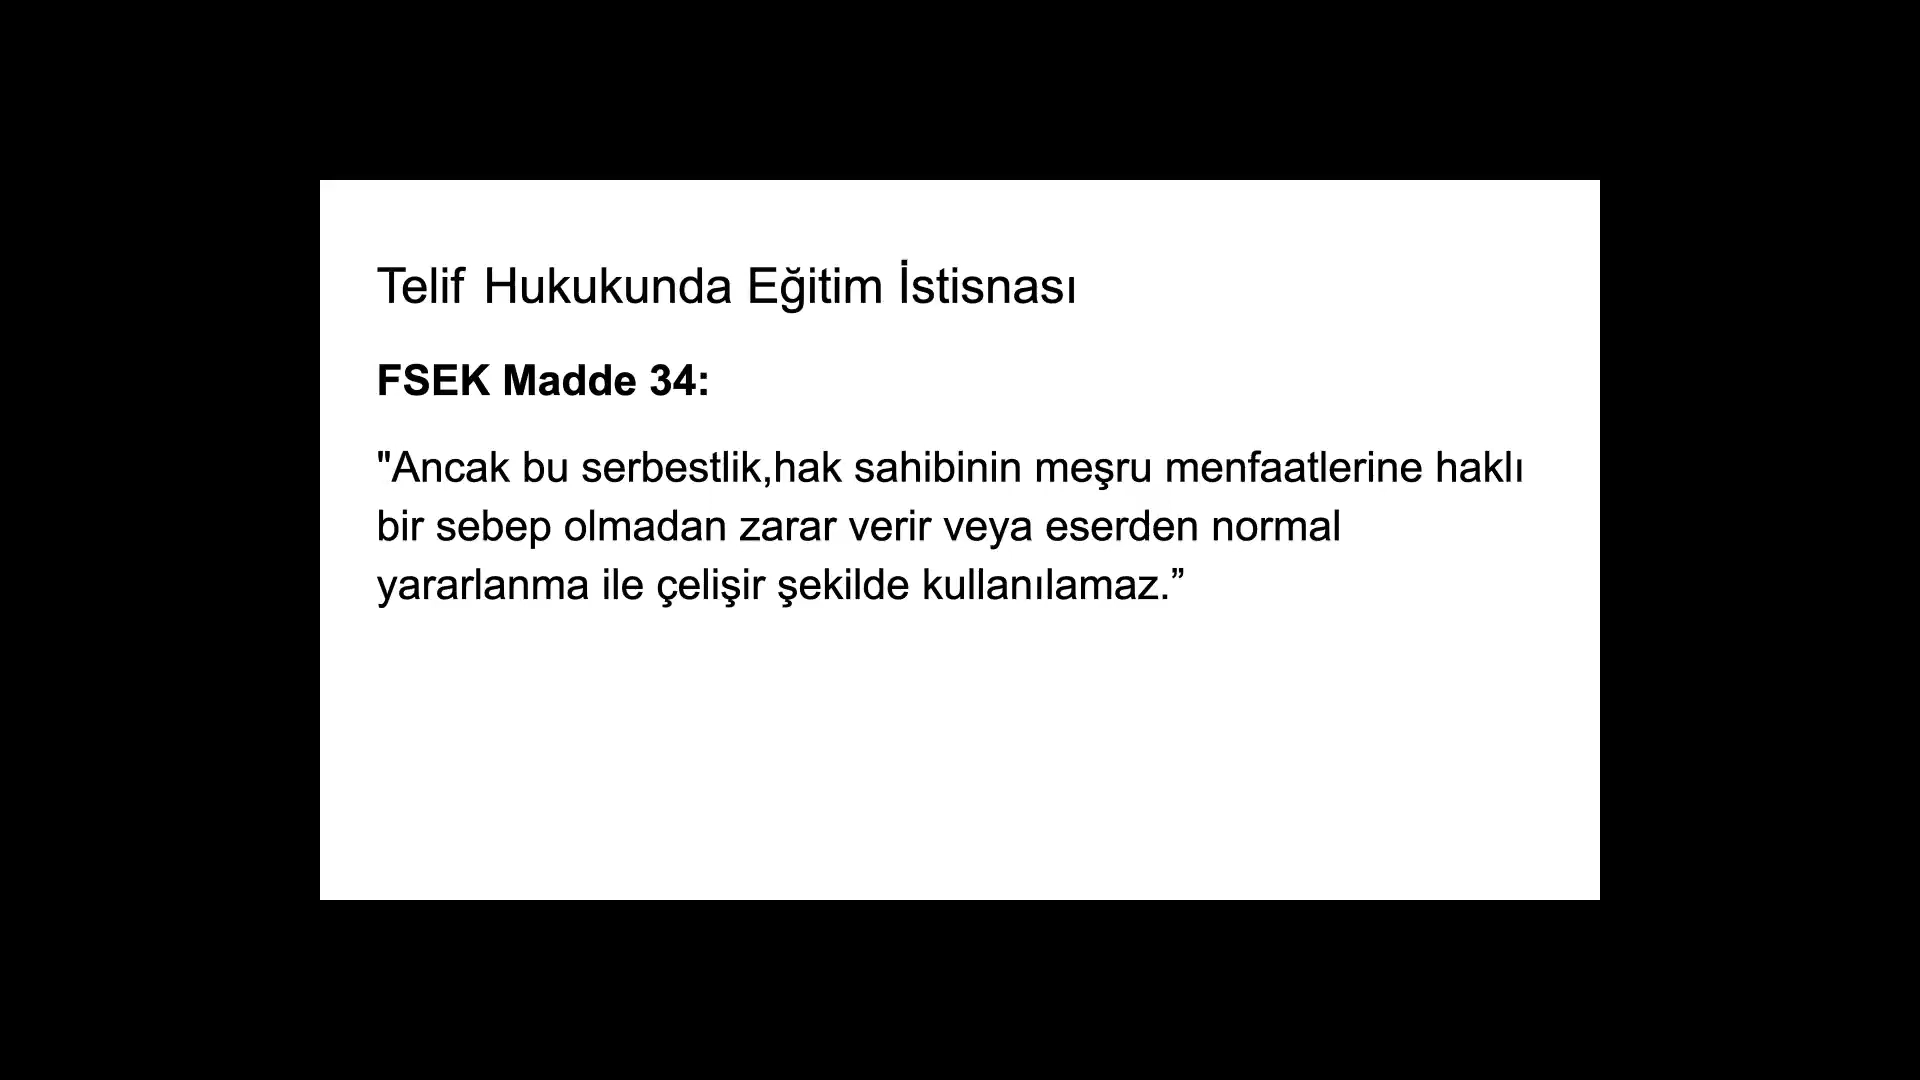 Telif Hukukunda Eğitim İstisnası
FSEK Madde 34:
"Ancak bu serbestlik,hak sahibinin meşru menfaatlerine haklı
bir sebep olmadan zarar verir veya eserden normal
yararlanma ile çelişir şekilde kullanılamaz.”